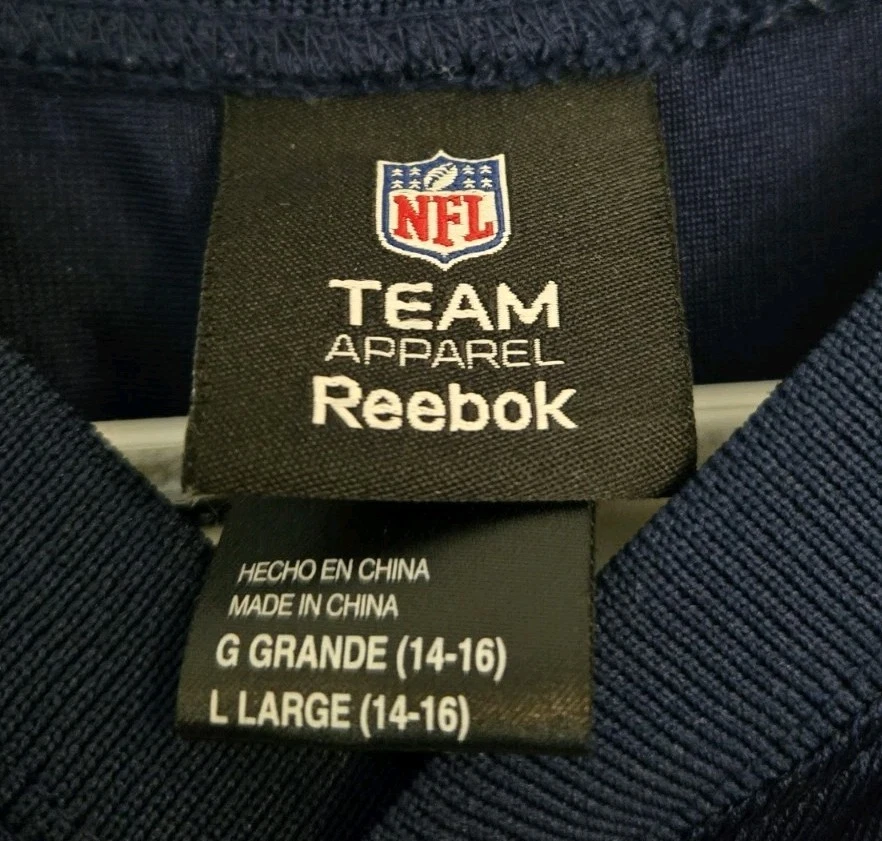 NFL
TEAM
APPAREL
Reebok
HECHO EN CHINA
MADE IN CHINA
G GRANDE (14-16)
L LARGE (14-16)